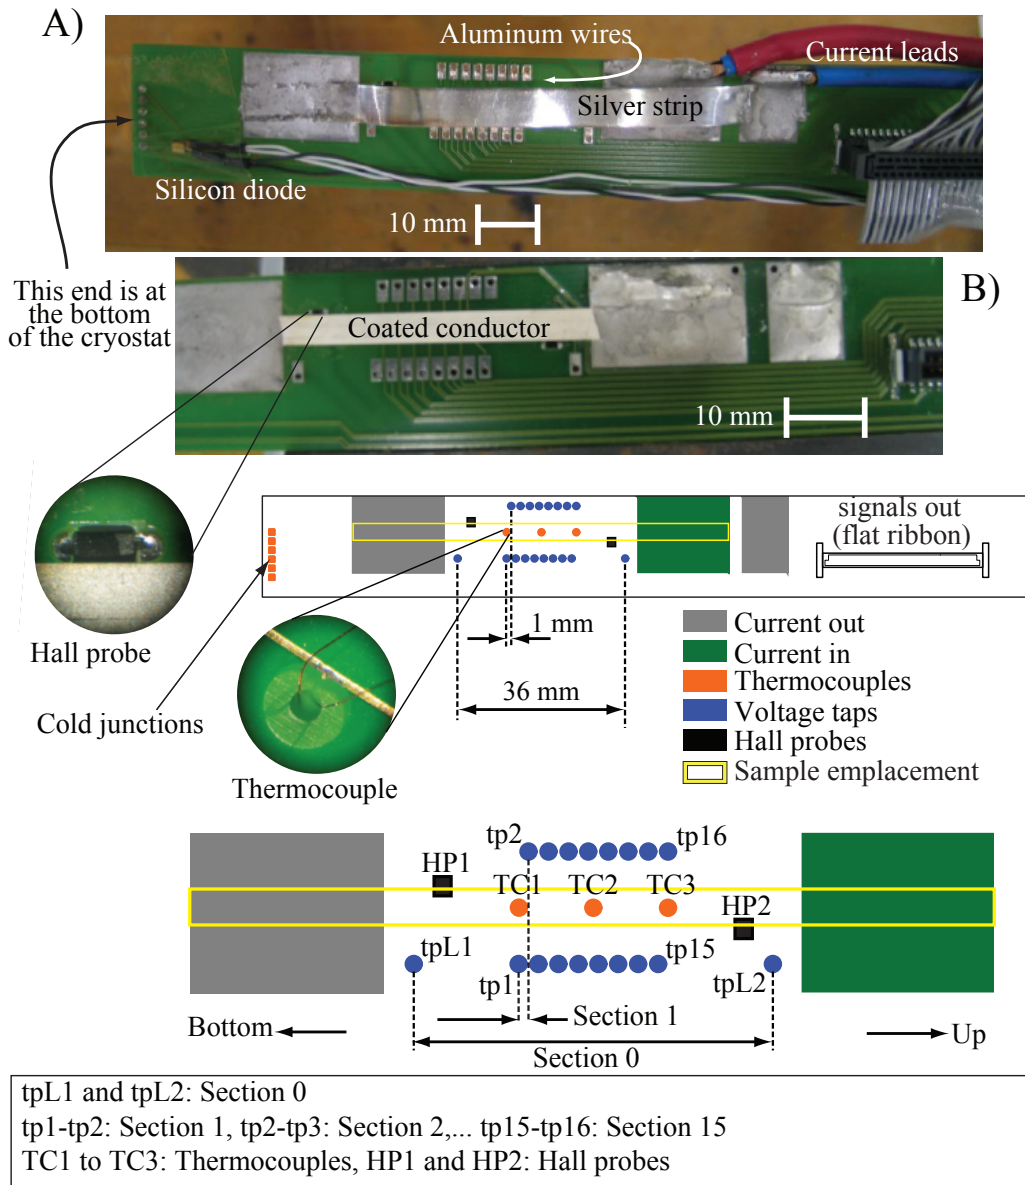 A)
Aluminum wires
Current leads
Silver strip
Silicon diode
10 mm
This end is at
the bottom
of the cryostat
B)
Coated conductor
10 mm
signals out
(flat ribbon)
Hall probe
1 mm
36 mm
Cold junctions
Thermocouple
Current out
Current in
Thermocouples
Voltage taps
Hall probes
Sample emplacement
tp2
tp16
HP1
TC1
TC2
TC3
HP2
tpL1
tp15
tp1
tpL2
Bottom
Section 1
Up
Section 0
tpL1 and tpL2: Section 0
tp1-tp2: Section 1, tp2-tp3: Section 2,... tp15-tp16: Section 15
TC1 to TC3: Thermocouples, HP1 and HP2: Hall probes